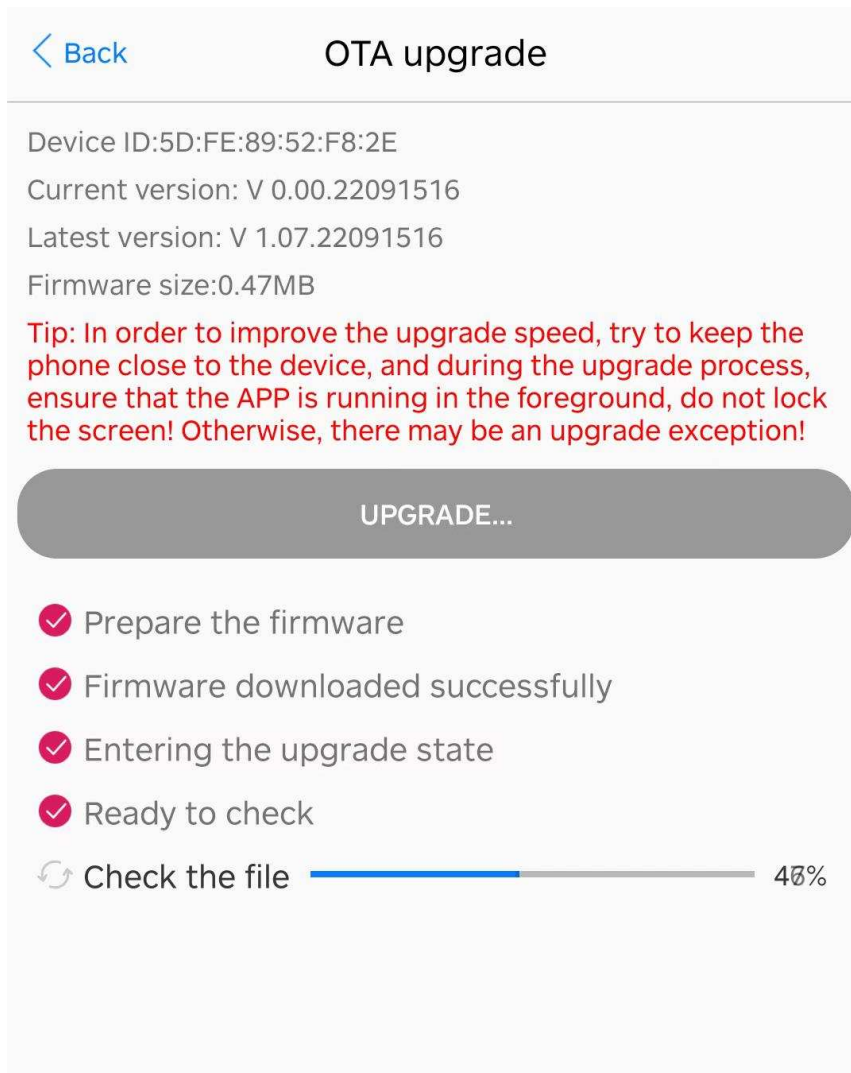 Back
OTA upgrade
Device ID:5D:FE:89:52:F8:2E
Current version: V 0.00.22091516
Latest version: V 1.07.22091516
Firmware size:0.47MB
Tip: In order to improve the upgrade speed, try to keep the
phone close to the device, and during the upgrade process,
ensure that the APP is running in the foreground, do not lock
the screen! Otherwise, there may be an upgrade exception!
UPGRADE...
Prepare the firmware
Firmware downloaded successfully
Entering the upgrade state
Ready to check
Check the file